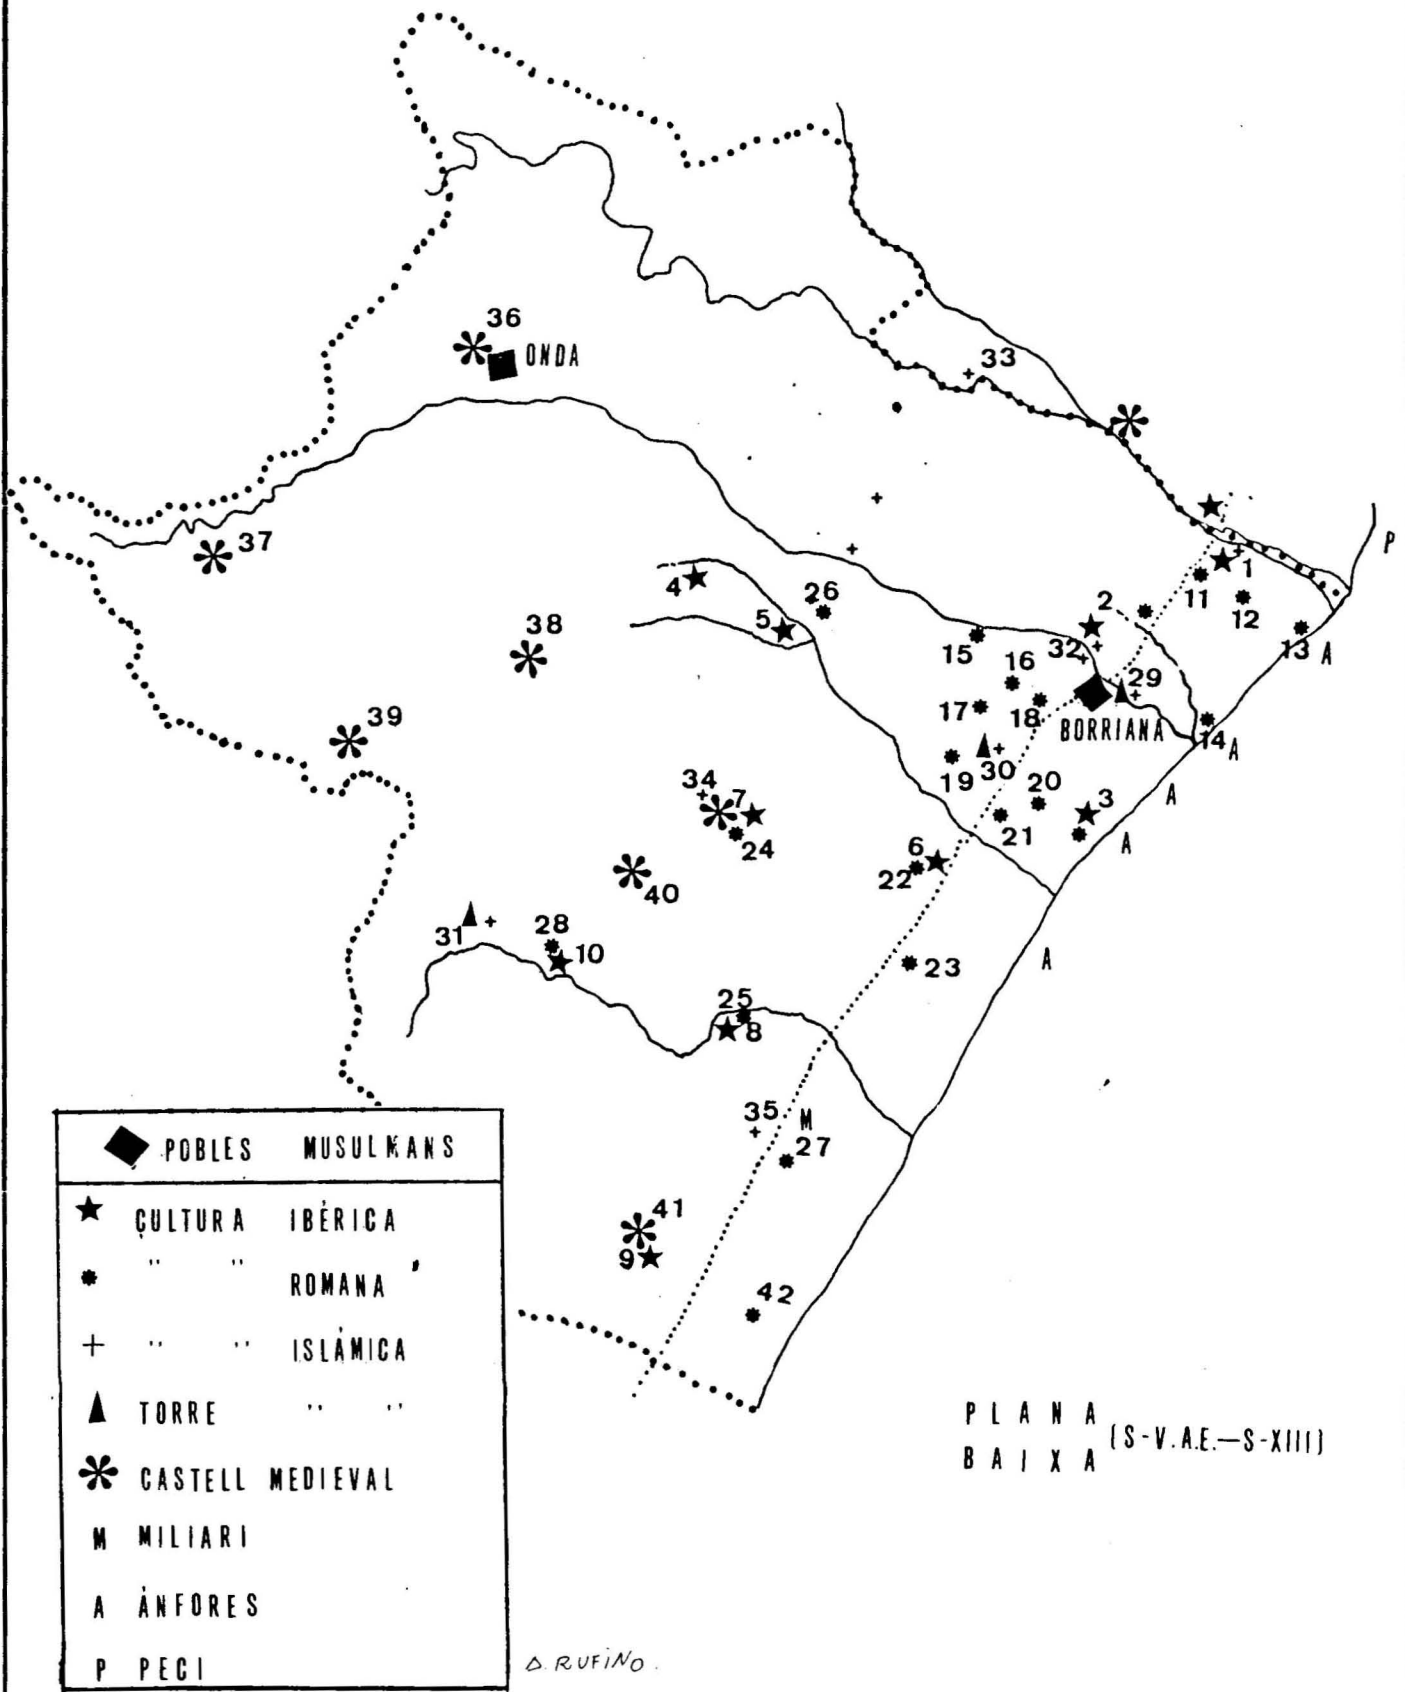 36
ONDA
33
37
P
1
4
26
2
11
12
5
38
32
13
A
15
16
29
17
18
BORRIANA
14
A
39
19
30
34
7
20
A
3
21
24
6
A
22
40
28
31
10
23
A
25
8
35
M
27
41
9
42
POBLES MUSULMANS
CULTURA IBÈRICA
" " ROMANA
" " ISLÀMICA
TORRE " "
CASTELL MEDIEVAL
M MILIARI
A ÀNFORES
P PECI
PLANA
BAIXA
(S-V.A.E.—S-XIII)
D. RUFINO.